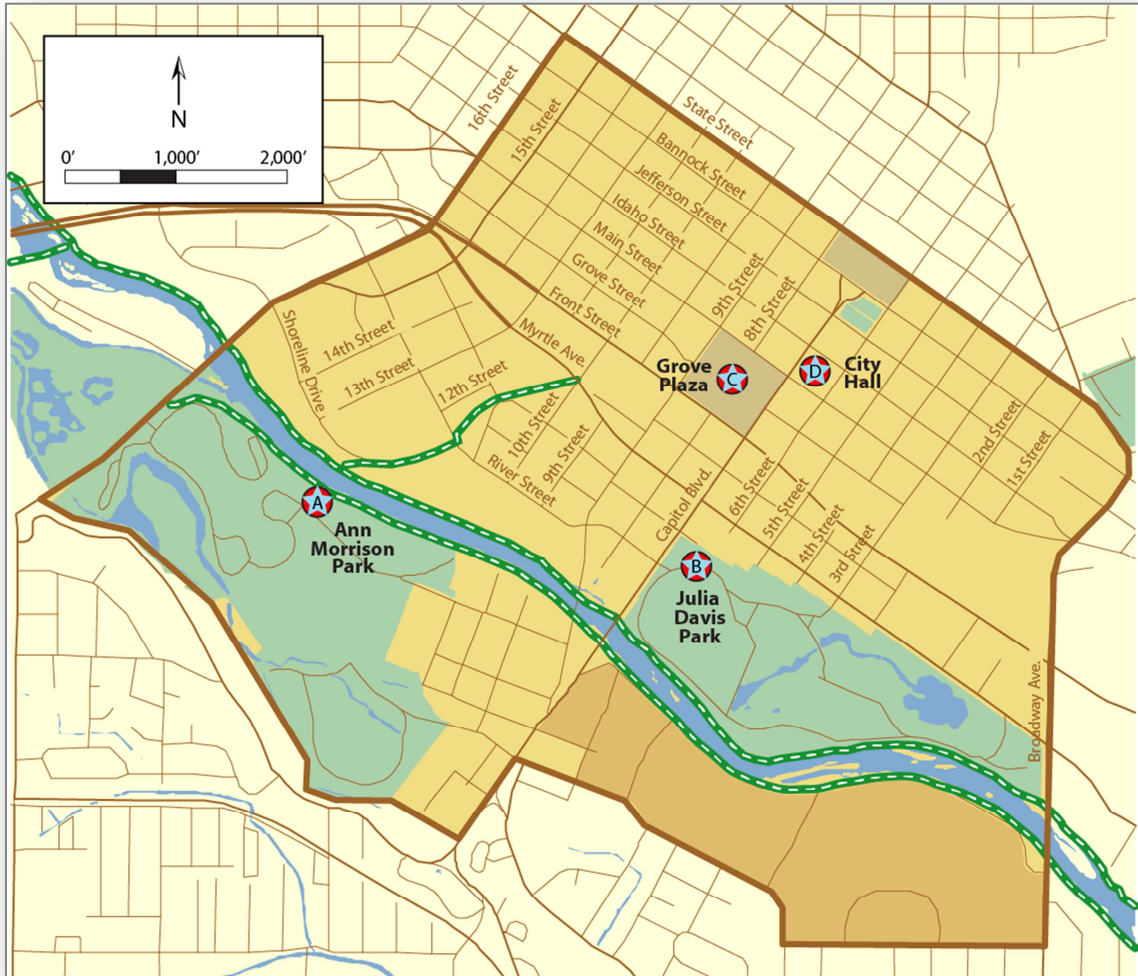 N
0’ 1,000’ 2,000’
16th Street
15th Street
State Street
Bannock Street
Jefferson Street
Idaho Street
Main Street
Grove Street
Front Street
9th Street
8th Street
Myrtle Ave.
Shoreline Drive
14th Street
13th Street
12th Street
10th Street
9th Street
River Street
Grove
Plaza
C
D
City
Hall
2nd Street
1st Street
Capitol Blvd.
6th Street
5th Street
4th Street
3rd Street
A
Ann
Morrison
Park
B
Julia
Davis
Park
Broadway Ave.